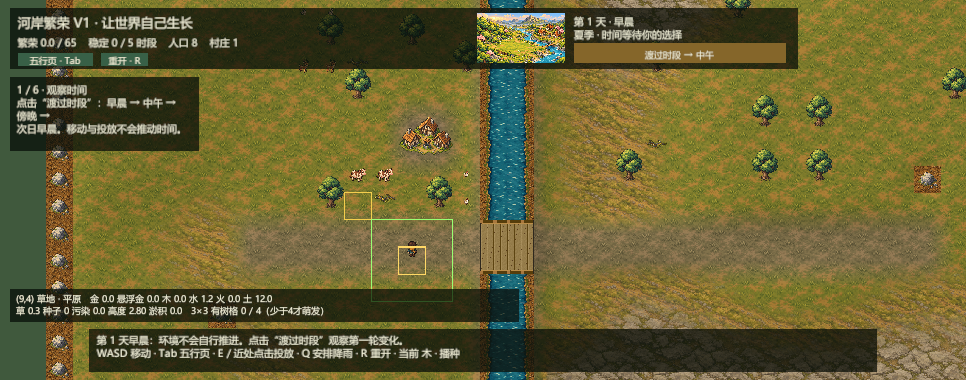 河岸繁荣 V1 · 让世界自己生长
繁荣 0.0 / 65 稳定 0 / 5 时段 人口 8 村庄 1
五行页 · Tab 重开 · R
第 1 天 · 早晨
夏季 · 时间等待你的选择
渡过时段 → 中午
1 / 6 · 观察时间
点击“渡过时段”：早晨 → 中午 →
傍晚 →
次日早晨。移动与投放不会推动时间。
(9,4) 草地 · 平原 金 0.0 悬浮金 0.0 木 0.0 水 1.2 火 0.0 土 12.0
草 0.3 种子 0 污染 0.0 高度 2.80 淤积 0.0 3×3 有树格 0 / 4（少于4才萌发）
第 1 天早晨：环境不会自行推进。点击“渡过时段”观察第一轮变化。
WASD 移动 · Tab 五行页 · E / 近处点击投放 · Q 安排降雨 · R 重开 · 当前 木 · 播种